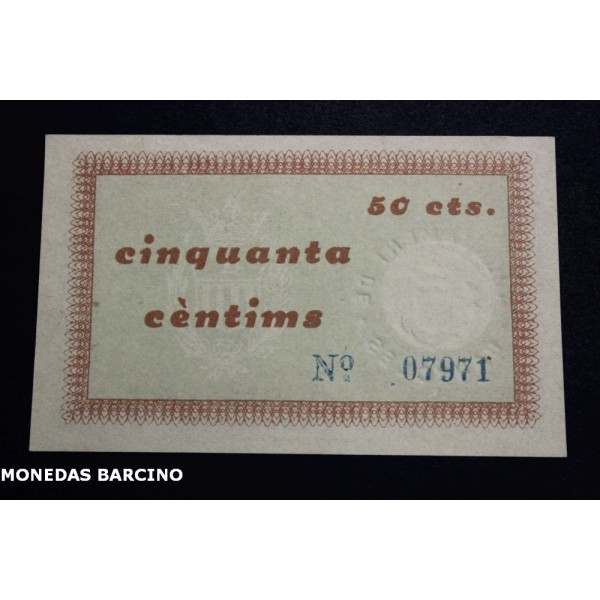 50 cts.
cinquanta
cèntims
Nº 07971
MONEDAS BARCINO